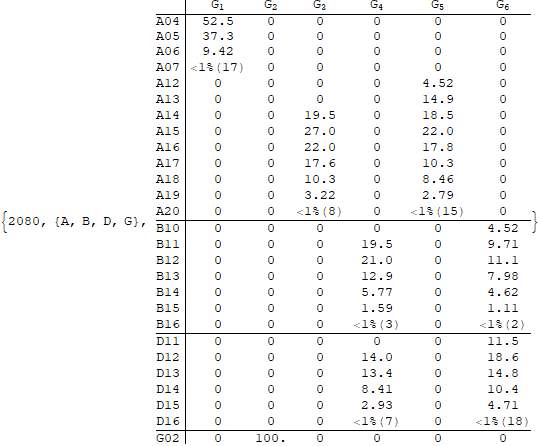 G1 G2 G3 G4 G5 G6
A04 52.5 0 0 0 0 0
A05 37.3 0 0 0 0 0
A06 9.42 0 0 0 0 0
A07 <1%(17) 0 0 0 0 0
A12 0 0 0 0 4.52 0
A13 0 0 0 0 14.9 0
A14 0 0 19.5 0 18.5 0
A15 0 0 27.0 0 22.0 0
A16 0 0 22.0 0 17.8 0
A17 0 0 17.6 0 10.3 0
A18 0 0 10.3 0 8.46 0
A19 0 0 3.22 0 2.79 0
A20 0 0 <1%(8) 0 <1%(15) 0
{2080, {A, B, D, G}, }
B10 0 0 0 0 0 4.52
B11 0 0 0 19.5 0 9.71
B12 0 0 0 21.0 0 11.1
B13 0 0 0 12.9 0 7.98
B14 0 0 0 5.77 0 4.62
B15 0 0 0 1.59 0 1.11
B16 0 0 0 <1%(3) 0 <1%(2)
D11 0 0 0 0 0 11.5
D12 0 0 0 14.0 0 18.6
D13 0 0 0 13.4 0 14.8
D14 0 0 0 8.41 0 10.4
D15 0 0 0 2.93 0 4.71
D16 0 0 0 <1%(7) 0 <1%(18)
G02 0 100. 0 0 0 0